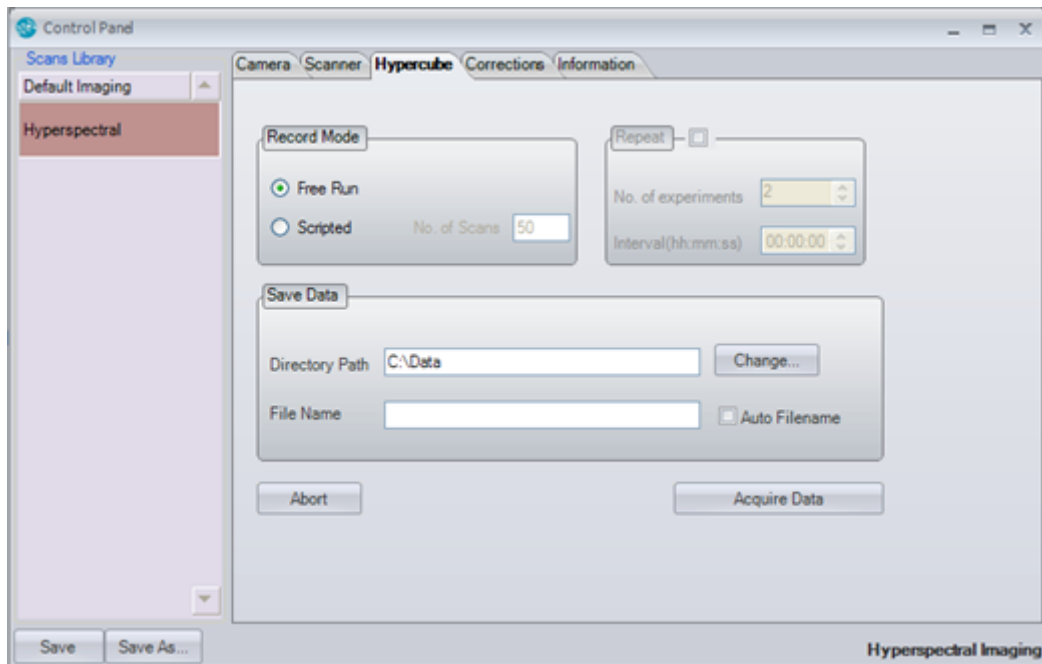 Control Panel
Scans Library
Default Imaging
Hyperspectral
Camera Scanner Hypercube Corrections Information
Record Mode
Free Run
Scripted No. of Scans 50
Repeat
No. of experiments 2
Interval(hh:mm:ss) 00:00:00
Save Data
Directory Path C:\Data Change...
File Name Auto Filename
Abort Acquire Data
Save Save As... Hyperspectral Imaging